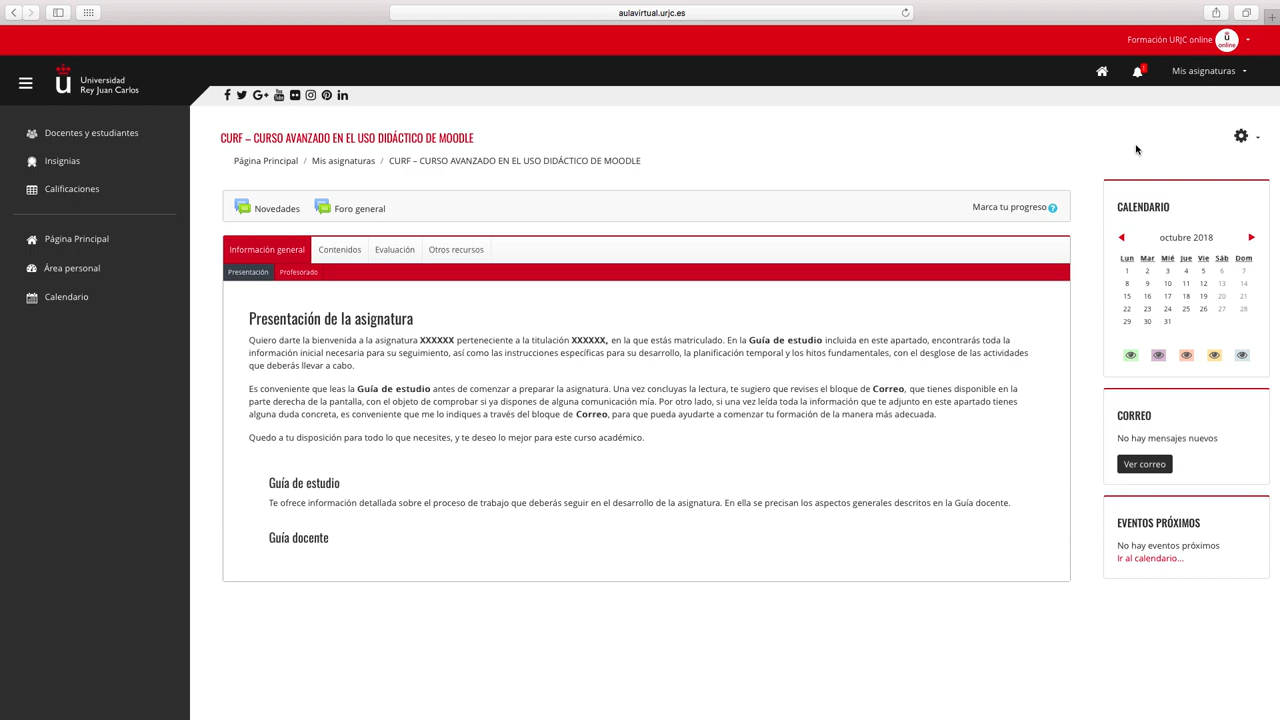 aulavirtual.urjc.es
Formación URJC online
ü online
1
Mis asignaturas
Universidad
Rey Juan Carlos
Docentes y estudiantes
Insignias
Calificaciones
Página Principal
Área personal
Calendario
CURF – CURSO AVANZADO EN EL USO DIDÁCTICO DE MOODLE
Página Principal / Mis asignaturas / CURF – CURSO AVANZADO EN EL USO DIDÁCTICO DE MOODLE
Novedades Foro general Marca tu progreso
Información general Contenidos Evaluación Otros recursos
Presentación Profesorado
Presentación de la asignatura
Quiero darte la bienvenida a la asignatura XXXXXX perteneciente a la titulación XXXXXX, en la que estás matriculado. En la Guía de estudio incluida en este apartado, encontrarás toda la
información inicial necesaria para su seguimiento, así como las instrucciones específicas para su desarrollo, la planificación temporal y los hitos fundamentales, con el desglose de las actividades
que deberás llevar a cabo.
Es conveniente que leas la Guía de estudio antes de comenzar a preparar la asignatura. Una vez concluyas la lectura, te sugiero que revises el bloque de Correo, que tienes disponible en la
parte derecha de la pantalla, con el objeto de comprobar si ya dispones de alguna comunicación mía. Por otro lado, si una vez leída toda la información que te adjunto en este apartado tienes
alguna duda concreta, es conveniente que me lo indiques a través del bloque de Correo, para que pueda ayudarte a comenzar tu formación de la manera más adecuada.
Quedo a tu disposición para todo lo que necesites, y te deseo lo mejor para este curso académico.
Guía de estudio
Te ofrece información detallada sobre el proceso de trabajo que deberás seguir en el desarrollo de la asignatura. En ella se precisan los aspectos generales descritos en la Guía docente.
Guía docente
CALENDARIO
octubre 2018
Lun Mar Mié Jue Vie Sáb Dom
1 2 3 4 5 6 7
8 9 10 11 12 13 14
15 16 17 18 19 20 21
22 23 24 25 26 27 28
29 30 31
CORREO
No hay mensajes nuevos
Ver correo
EVENTOS PRÓXIMOS
No hay eventos próximos
Ir al calendario...